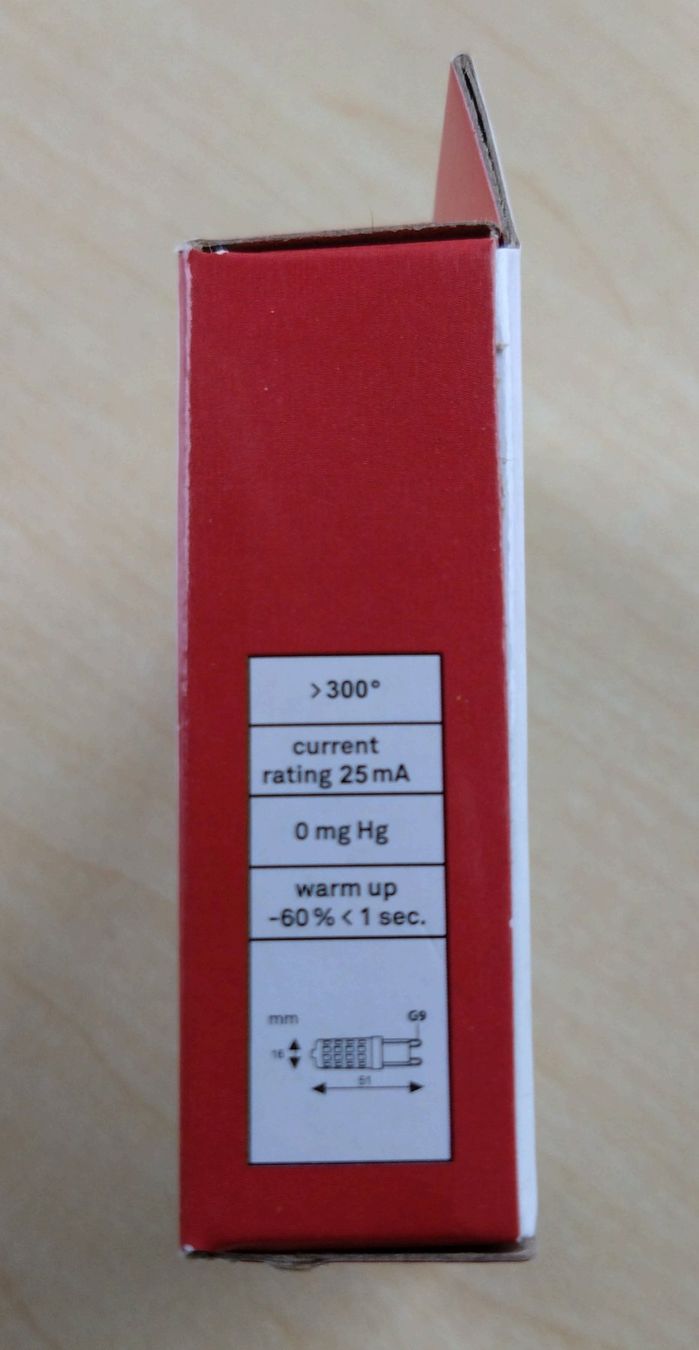 >300°
current
rating 25 mA
0 mg Hg
warm up
-60 % < 1 sec.
mm
G9
16
51